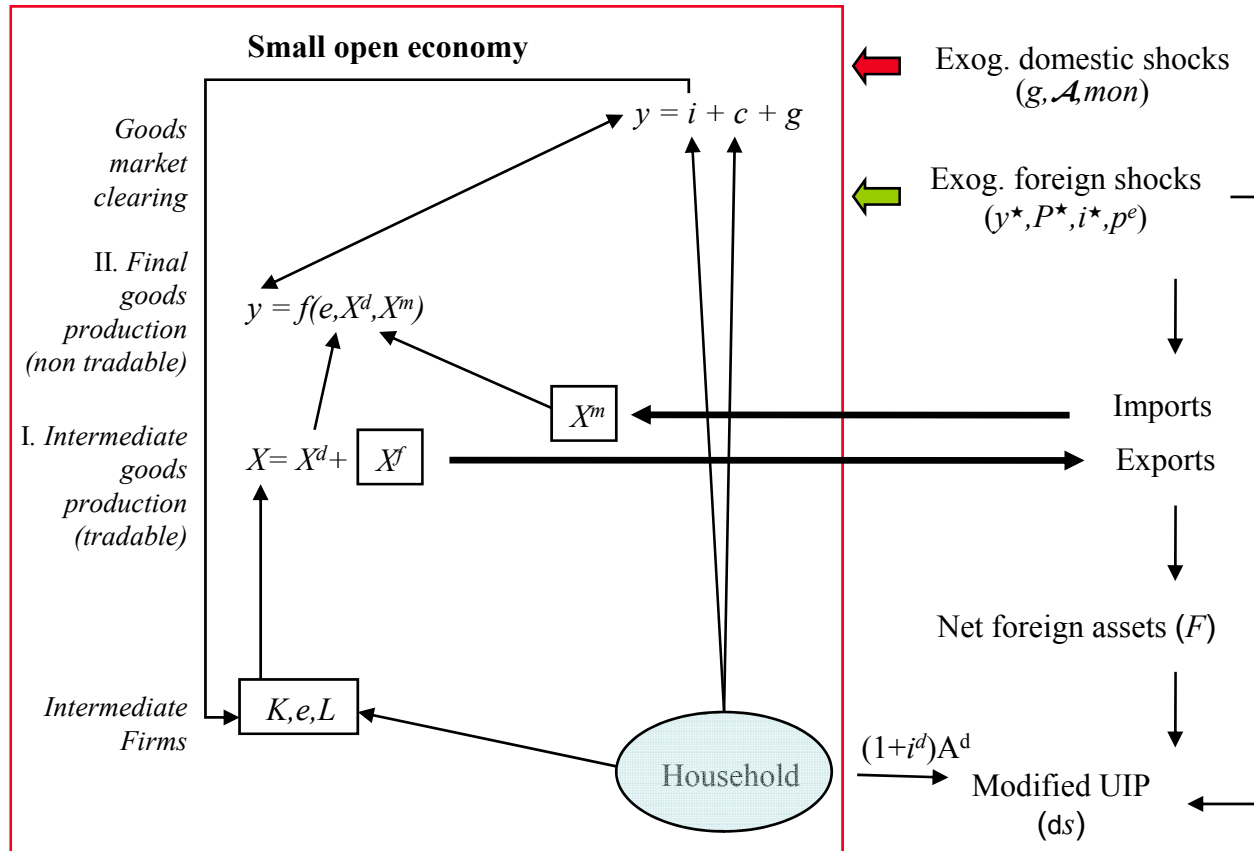 Small open economy
Exog. domestic shocks
(g,𝓐,mon)
y = i + c + g
Goods
market
clearing
Exog. foreign shocks
(y★,P★,i★,pᵉ)
II. Final
goods
production
(non tradable)
y = f(e,Xᵈ,Xᵐ)
Xᵐ
Imports
I. Intermediate
goods
production
(tradable)
X= Xᵈ+ Xᶠ
Exports
Net foreign assets (F)
Intermediate
Firms
K,e,L
Household
(1+iᵈ)Aᵈ
Modified UIP
(ds)